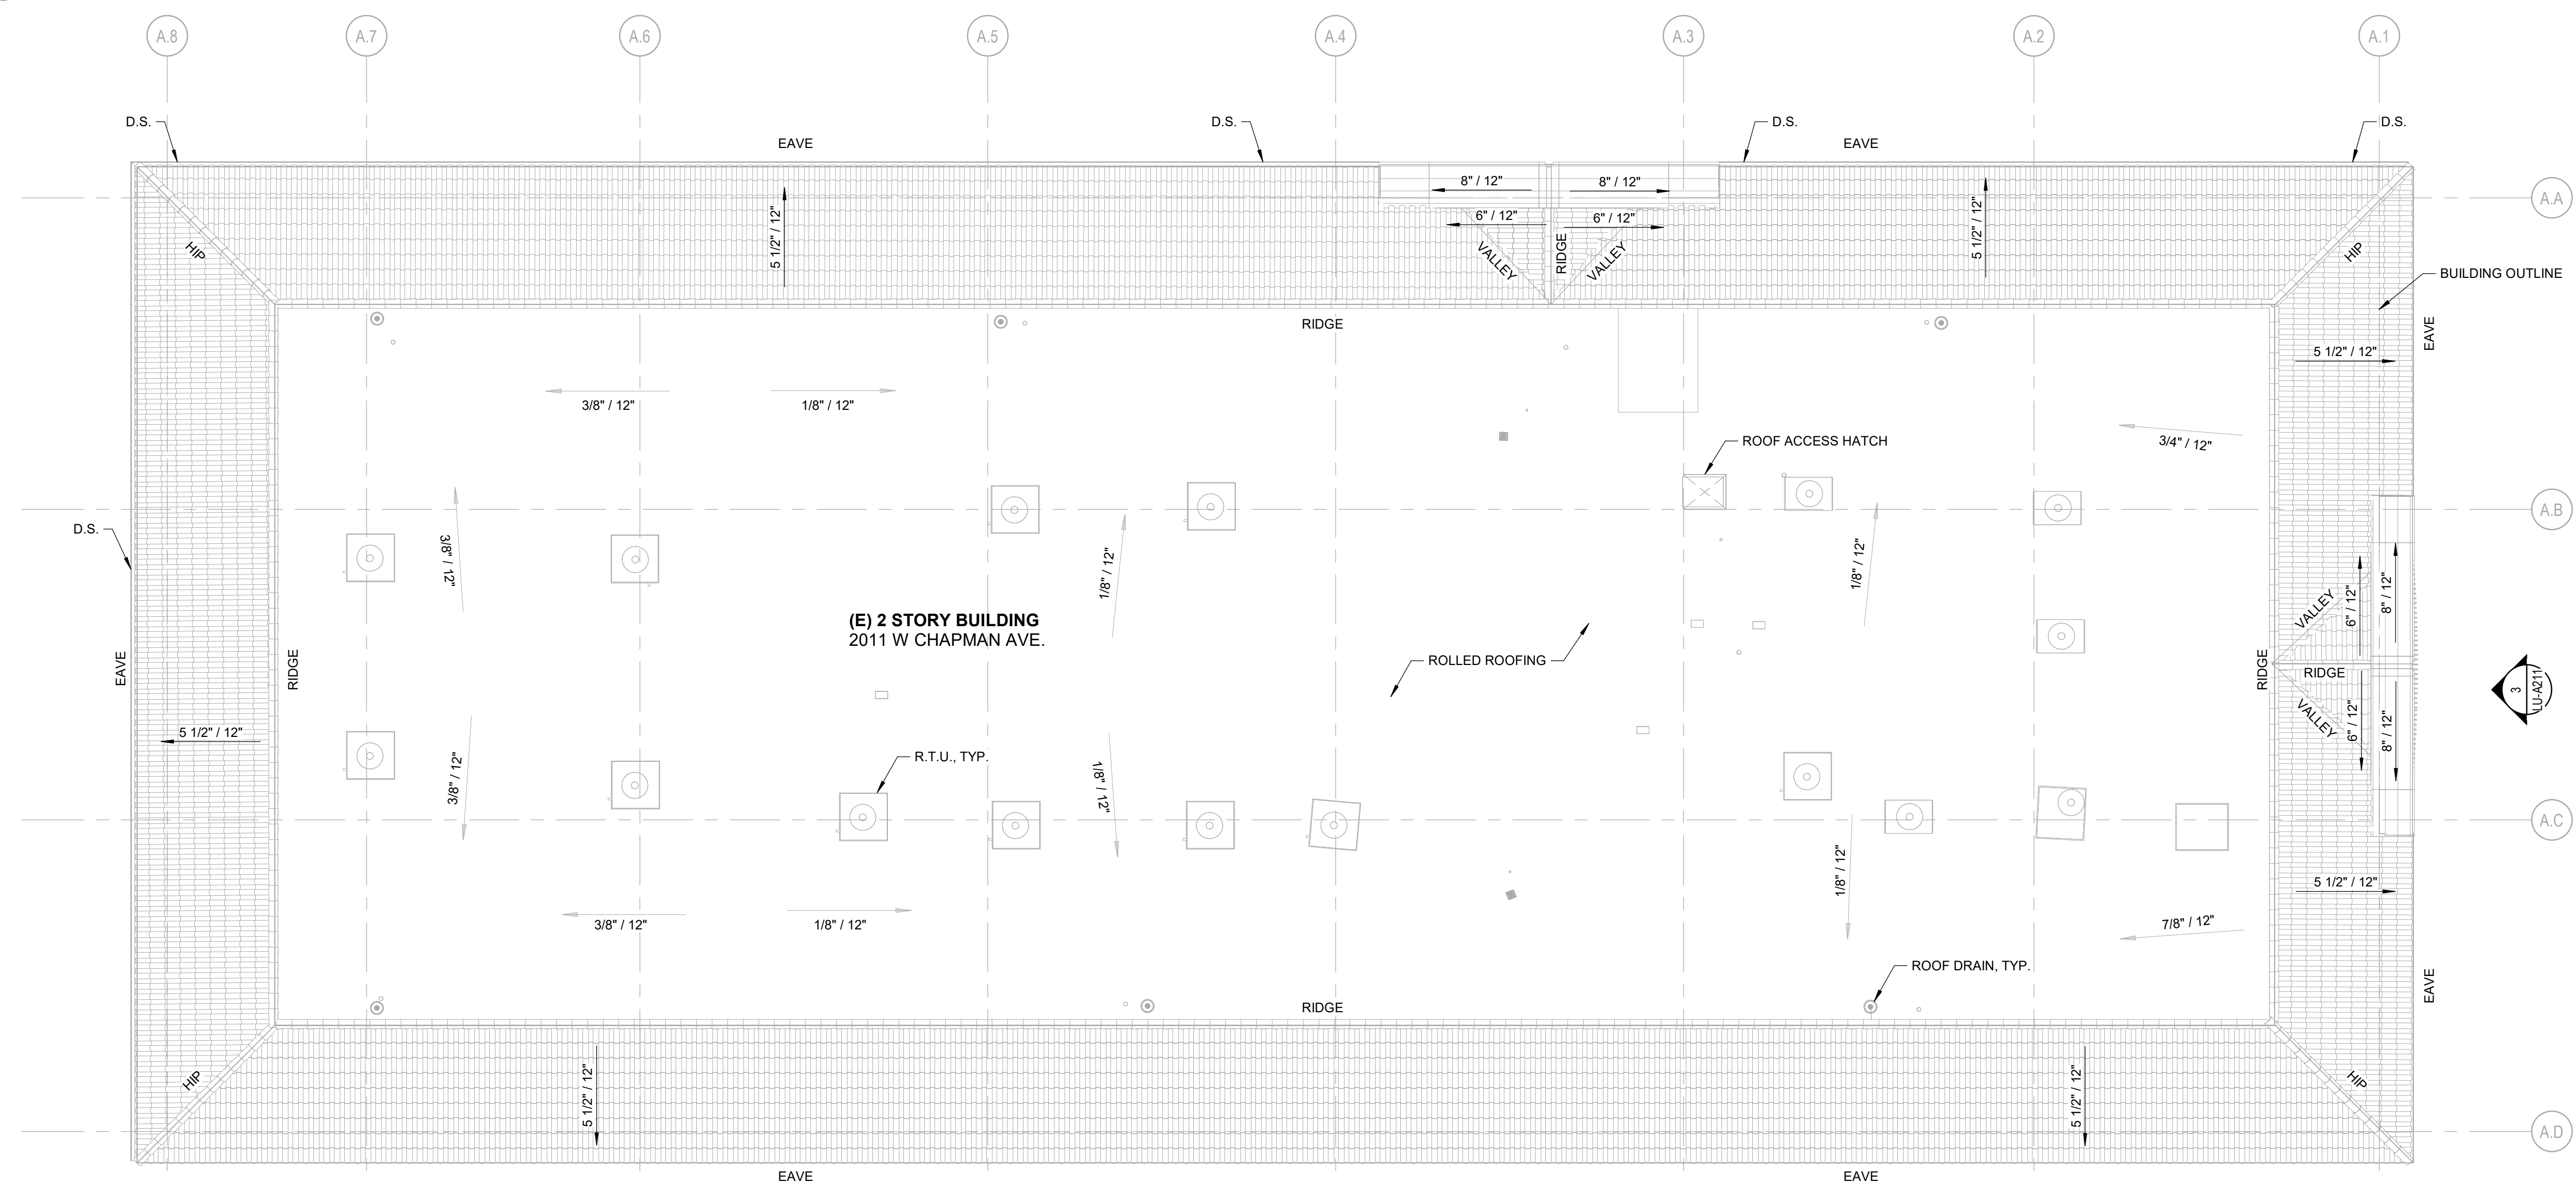 A.8
A.7
A.6
A.5
A.4
A.3
A.2
A.1
D.S.
D.S.
D.S.
D.S.
EAVE
EAVE
8" / 12"
8" / 12"
A.A
6" / 12"
6" / 12"
5 1/2" / 12"
5 1/2" / 12"
HIP
VALLEY
RIDGE
VALLEY
HIP
BUILDING OUTLINE
RIDGE
EAVE
5 1/2" / 12"
3/8" / 12"
1/8" / 12"
ROOF ACCESS HATCH
3/4" / 12"
A.B
D.S.
3/8" / 12"
1/8" / 12"
1/8" / 12"
6" / 12"
8" / 12"
VALLEY
(E) 2 STORY BUILDING
2011 W CHAPMAN AVE.
EAVE
RIDGE
ROLLED ROOFING
RIDGE
RIDGE
3
LU-A211
VALLEY
6" / 12"
8" / 12"
5 1/2" / 12"
R.T.U., TYP.
3/8" / 12"
1/8" / 12"
A.C
1/8" / 12"
5 1/2" / 12"
3/8" / 12"
1/8" / 12"
7/8" / 12"
ROOF DRAIN, TYP.
EAVE
RIDGE
HIP
5 1/2" / 12"
5 1/2" / 12"
HIP
A.D
EAVE
EAVE